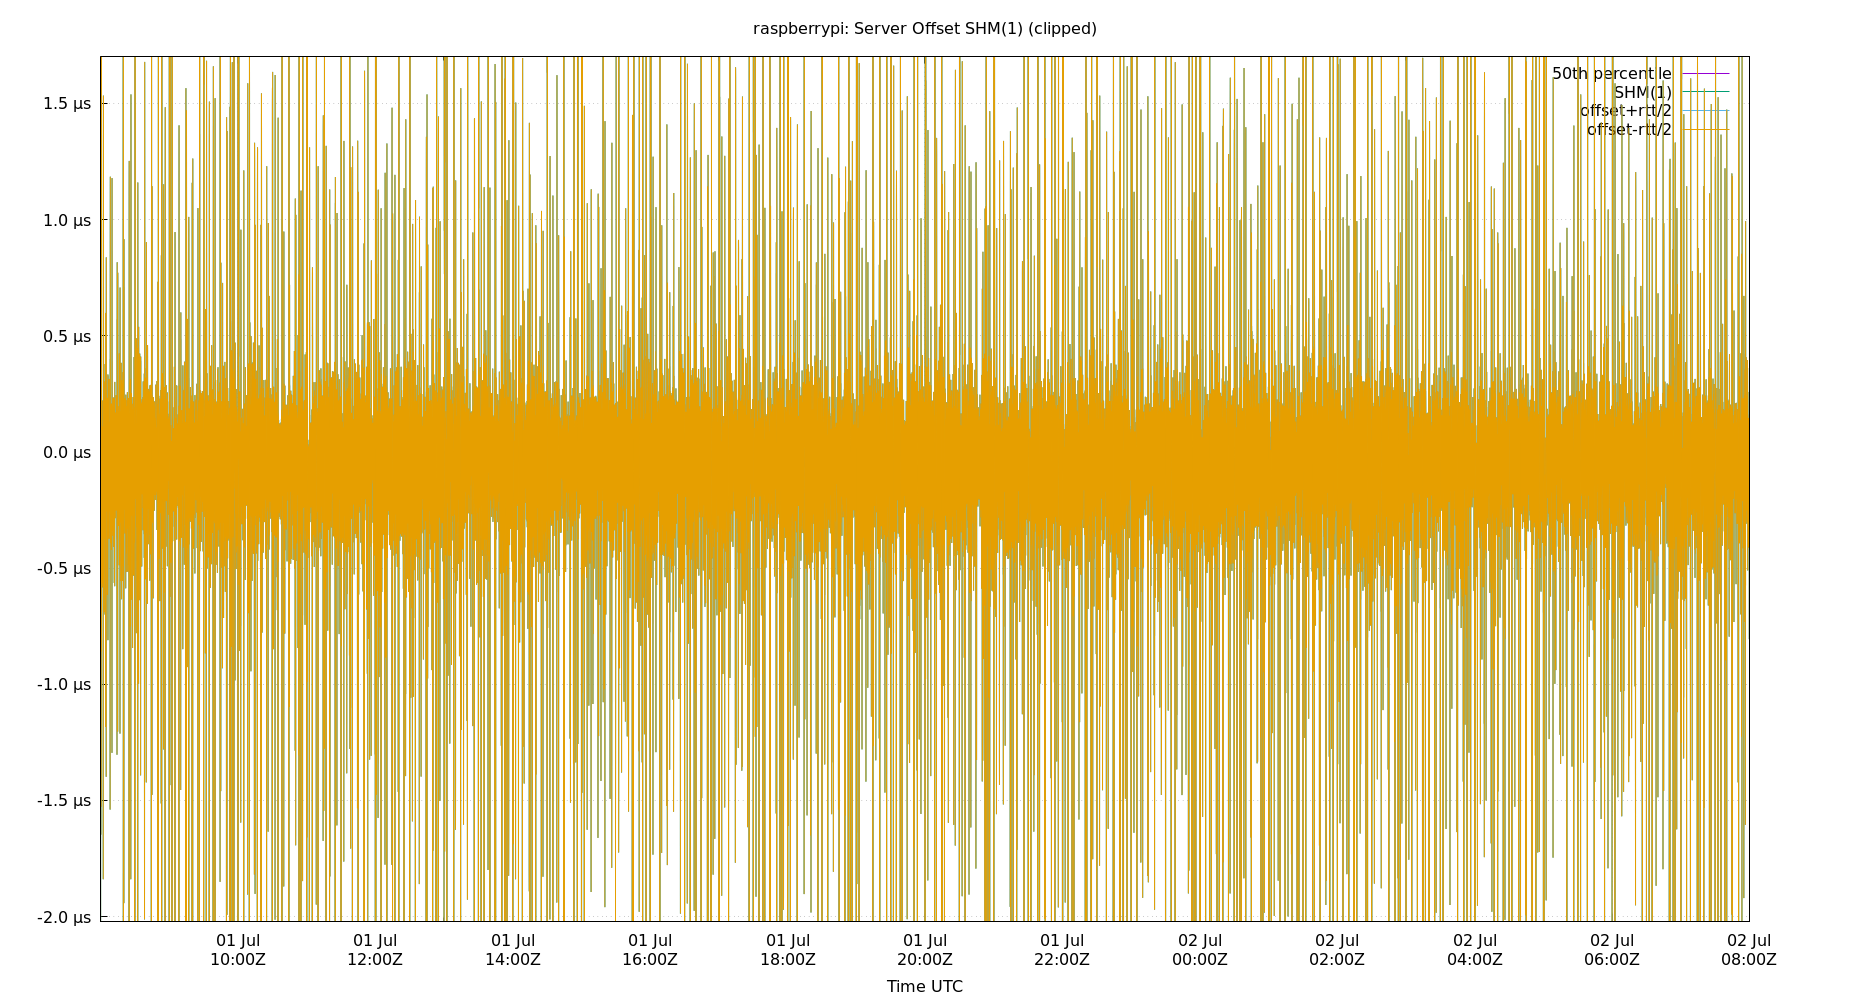 raspberrypi: Server Offset SHM(1) (clipped)
50th percentile
SHM(1)
offset+rtt/2
offset-rtt/2
1.5 µs
1.0 µs
0.5 µs
0.0 µs
-0.5 µs
-1.0 µs
-1.5 µs
-2.0 µs
01 Jul 01 Jul 01 Jul 01 Jul 01 Jul 01 Jul 01 Jul 02 Jul 02 Jul 02 Jul 02 Jul 02 Jul
10:00Z 12:00Z 14:00Z 16:00Z 18:00Z 20:00Z 22:00Z 00:00Z 02:00Z 04:00Z 06:00Z 08:00Z
Time UTC